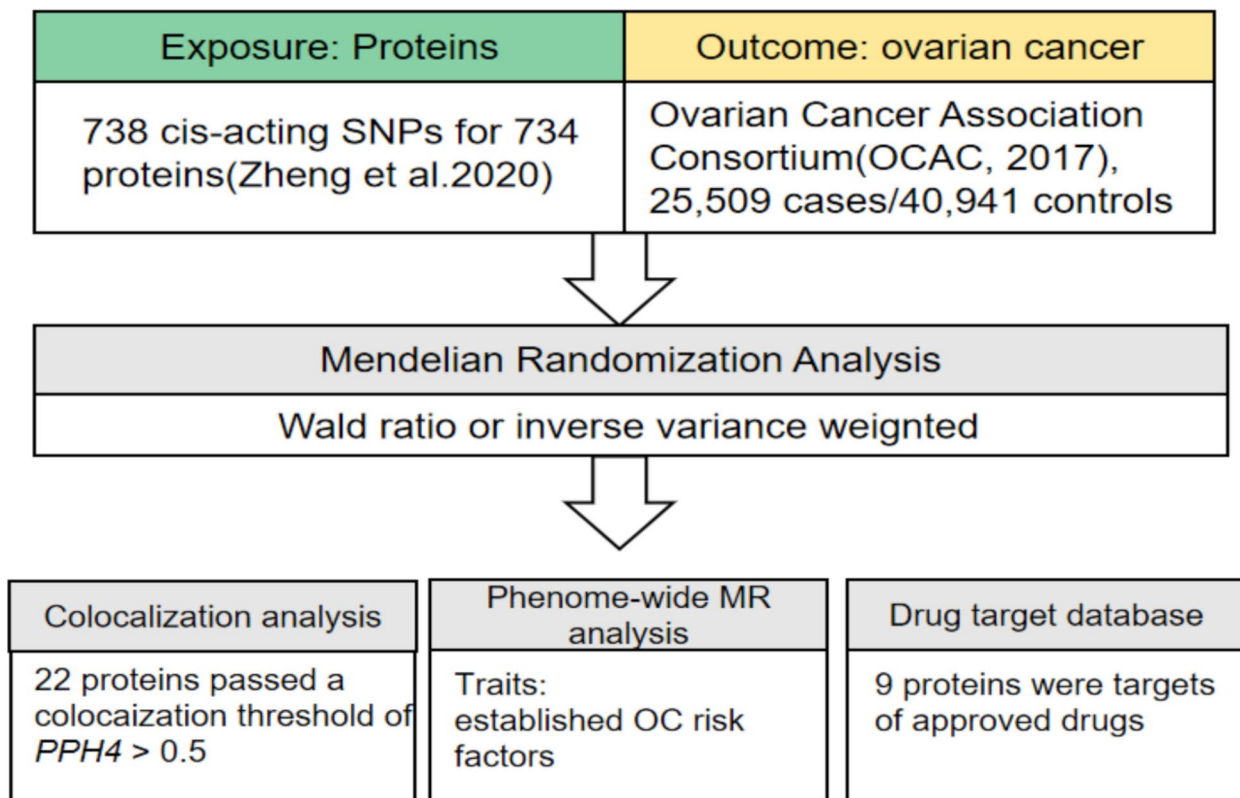 Exposure: Proteins
Outcome: ovarian cancer
738 cis-acting SNPs for 734
proteins(Zheng et al.2020)
Ovarian Cancer Association
Consortium(OCAC, 2017),
25,509 cases/40,941 controls
Mendelian Randomization Analysis
Wald ratio or inverse variance weignted
Colocalization analysis
22 proteins passed a
colocaization threshold of
PPH4 > 0.5
Phenome-wide MR
analysis
Traits:
established OC risk
factors
Drug target database
9 proteins were targets
of approved drugs